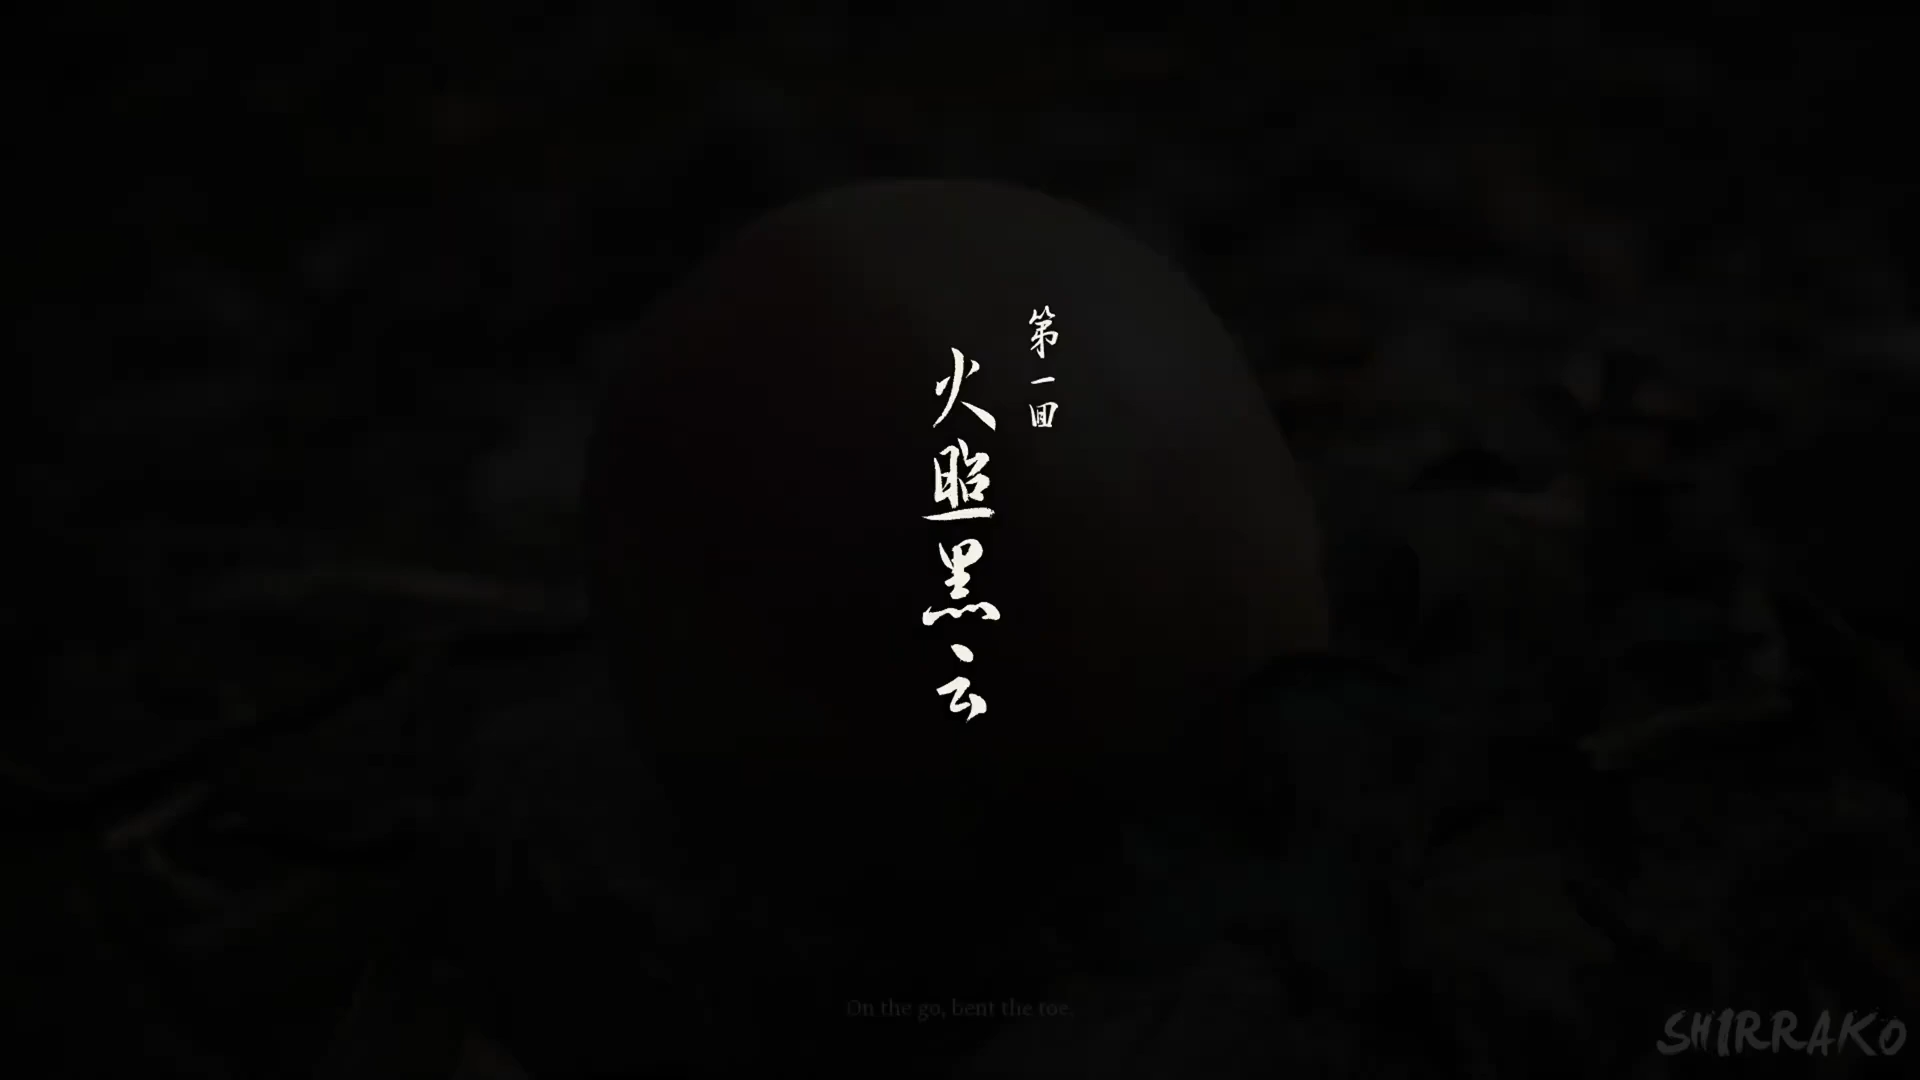 第一回
火照黑云
On the go, bent the toe.
SHIRRAKO